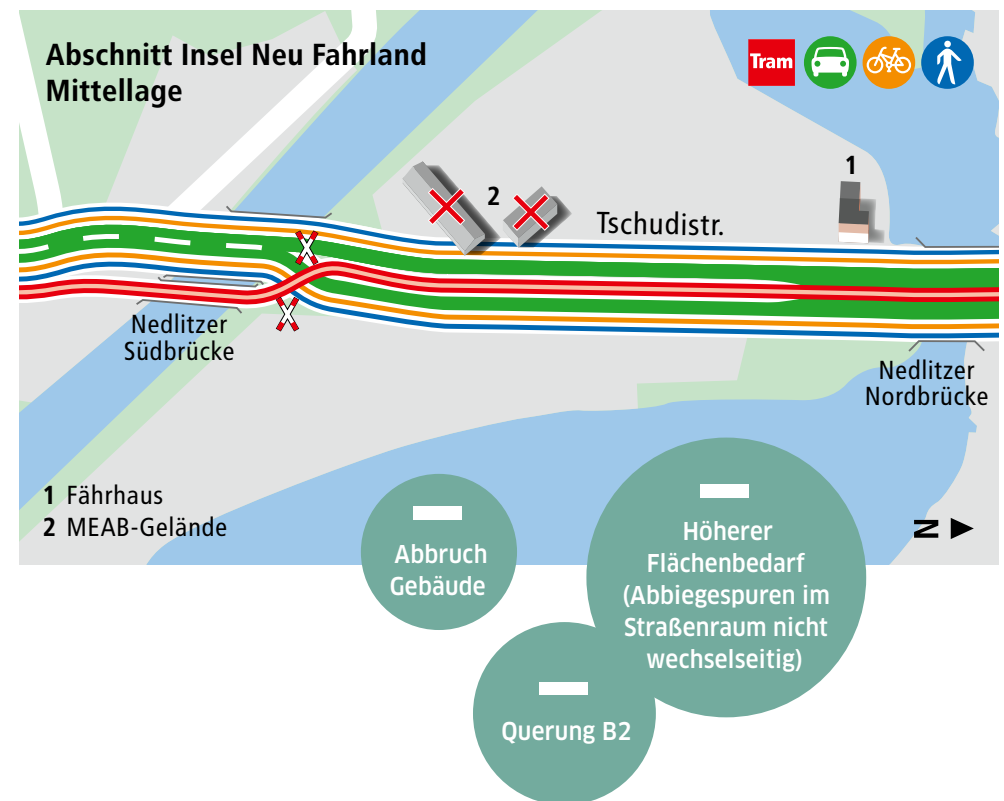 Abschnitt Insel Neu Fahrland
Mittellage
Tram
1
2
Tschudistr.
Nedlitzer
Südbrücke
Nedlitzer
Nordbrücke
1 Fährhaus
2 MEAB-Gelände
N
Abbruch
Gebäude
Höherer
Flächenbedarf
(Abbiegespuren im
Straßenraum nicht
wechselseitig)
Querung B2